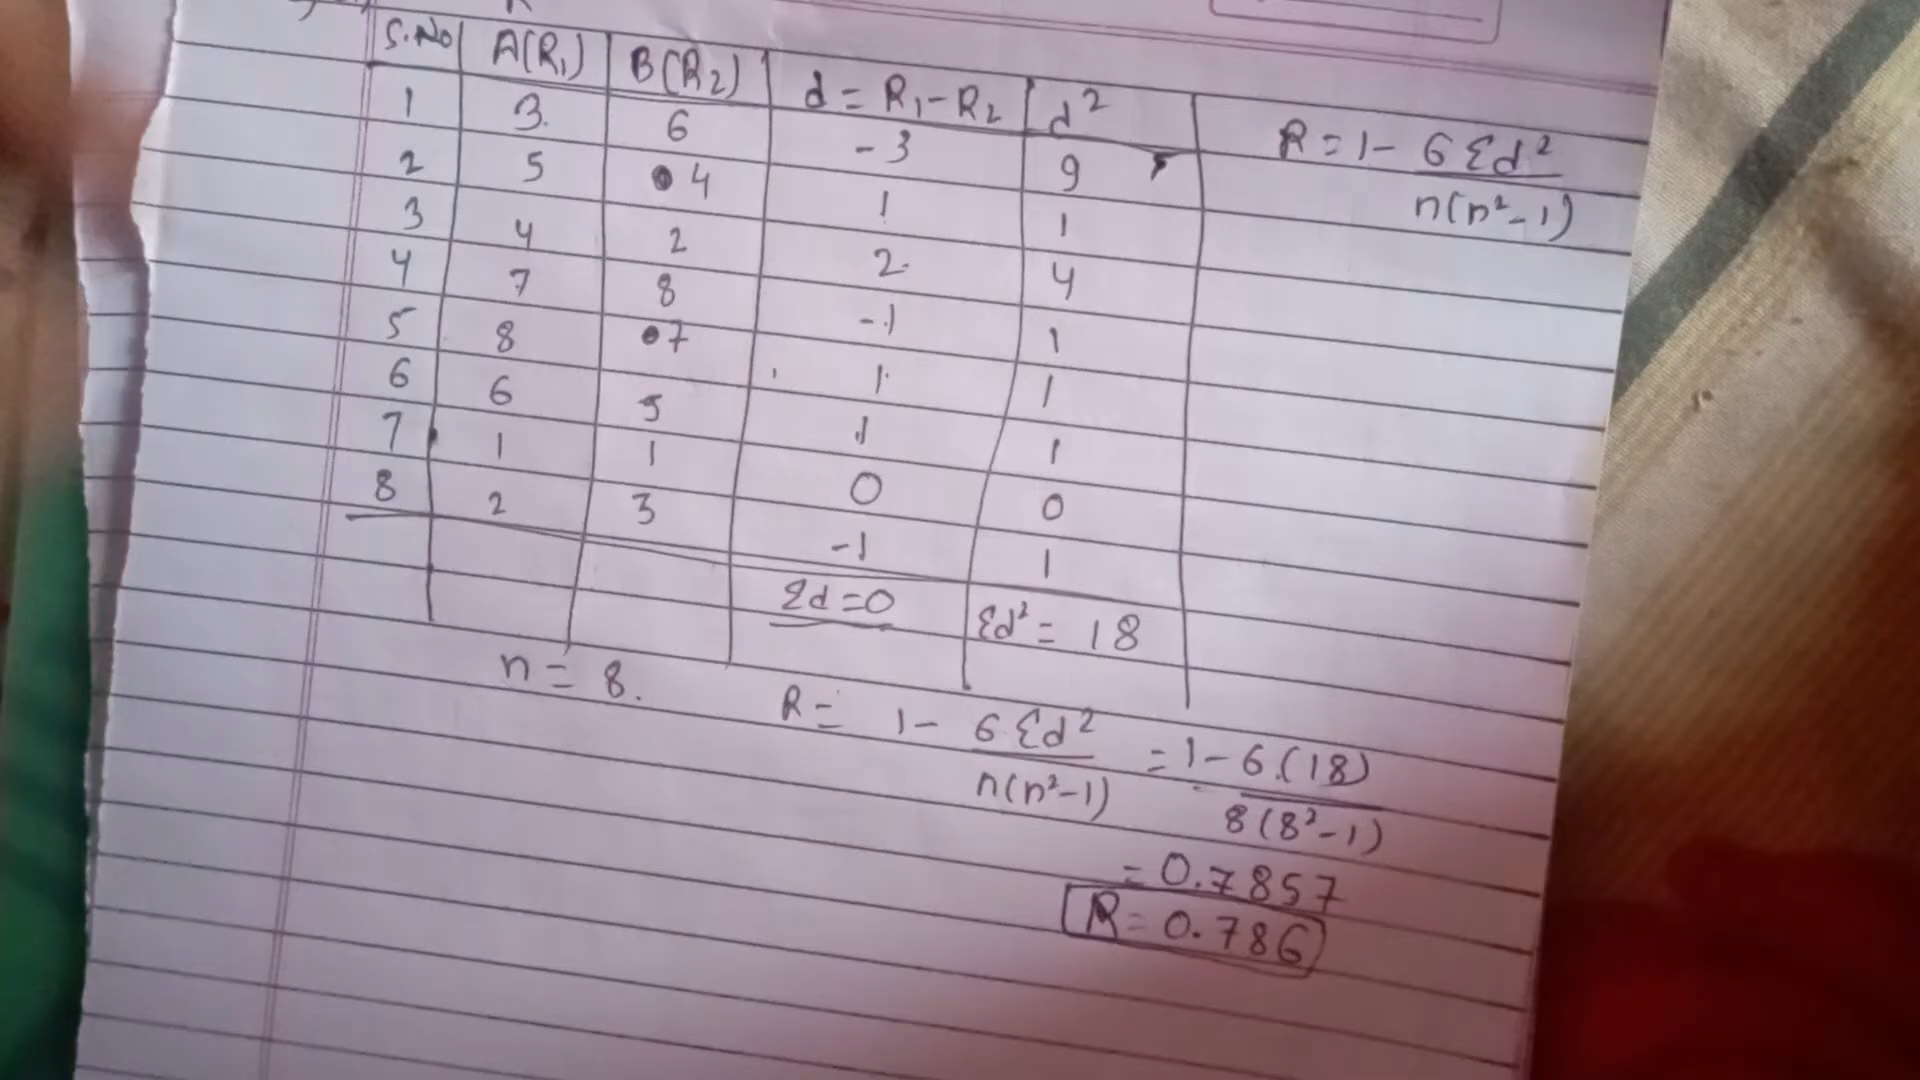 S.No A(R₁) B(R₂) d = R₁-R₂ d²
1 3 6 -3 9 R = 1 - 6Σd² / n(n²-1)
2 5 4 1 1
3 4 2 2 4
4 7 8 -1 1
5 8 7 1 1
6 6 5 1 1
7 1 1 0 0
8 2 3 -1 1
Σd = 0 Σd² = 18
n = 8. R = 1 - 6Σd² / n(n²-1) = 1 - 6.(18) / 8(8²-1)
= 0.7857
R = 0.786